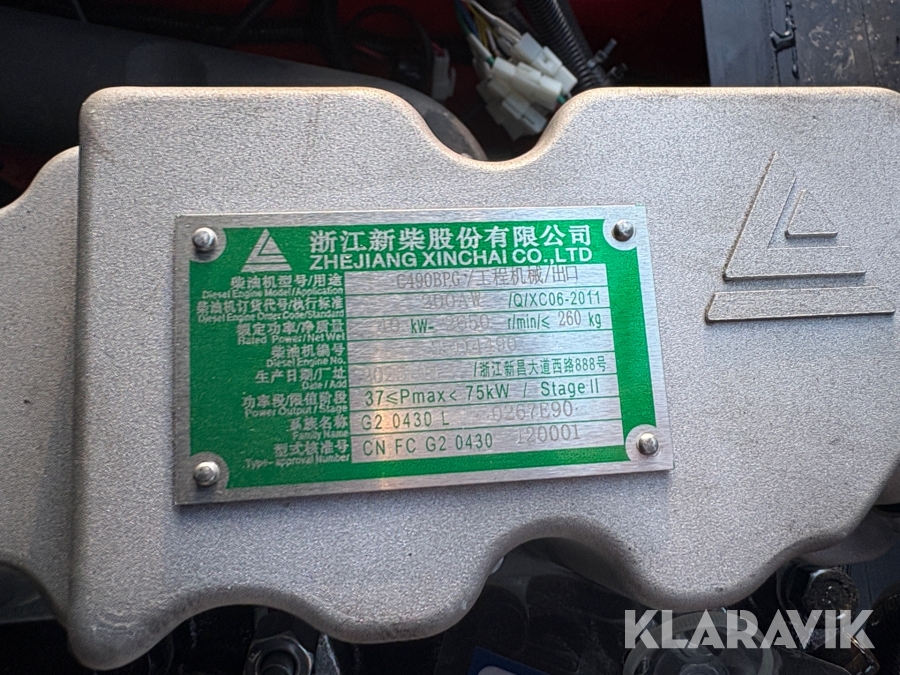 浙江新柴股份有限公司
ZHEJIANG XINCHAI CO.,LTD
柴油机型号/用途 C490BPG /工程机械/出口
Diesel Engine Model/Application
柴油机订货代号/执行标准 /Q/XC06-2011
Diesel Engine Order Code/Standard
额定功率/净质量 40 kW- 2650 r/min/≤ 260 kg
Rated Power/Net Wei
柴油机编号
Diesel Engine No.
生产日期/厂址 /浙江新昌大道西路888号
Date / Add
功率段/限值阶段 37≤Pmax< 75kW / Stage II
Power Output / Stage
系族名称 G2 0430 L 0267E90
Family Name
型式核准号 CN FC G2 0430 120001
Type-approval Number
KLARAVIK